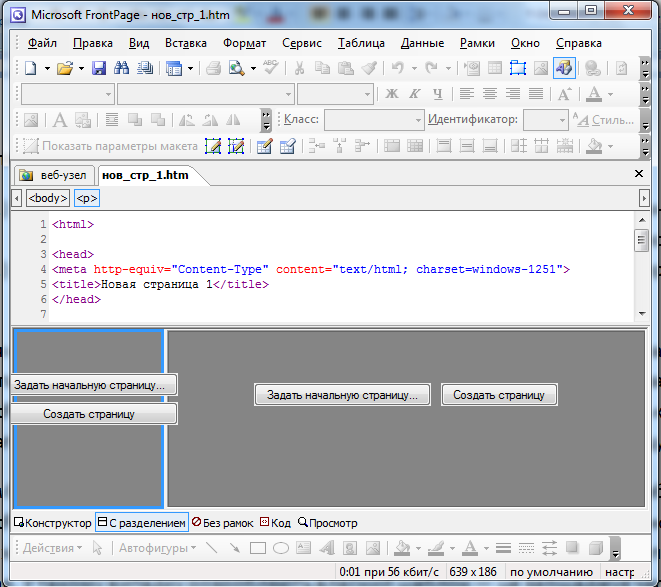 Microsoft FrontPage - нов_стр_1.htm
Файл Правка Вид Вставка Формат Сервис Таблица Данные Рамки Окно Справка
Ж К Ч
Класс: Идентификатор: Стиль...
Показать параметры макета
веб-узел нов_стр_1.htm
<body> <p>
1 <html>
2
3 <head>
4 <meta http-equiv="Content-Type" content="text/html; charset=windows-1251">
5 <title>Новая страница 1</title>
6 </head>
7
Задать начальную страницу... Задать начальную страницу... Создать страницу
Создать страницу
Конструктор С разделением Без рамок Код Просмотр
Действия Автофигуры
0:01 при 56 кбит/с 639 x 186 по умолчанию настр